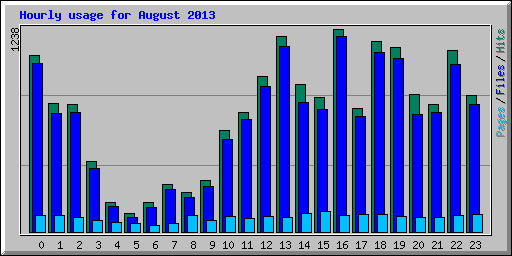 Hourly usage for August 2013
1238
Pages / Files / Hits
0 1 2 3 4 5 6 7 8 9 10 11 12 13 14 15 16 17 18 19 20 21 22 23